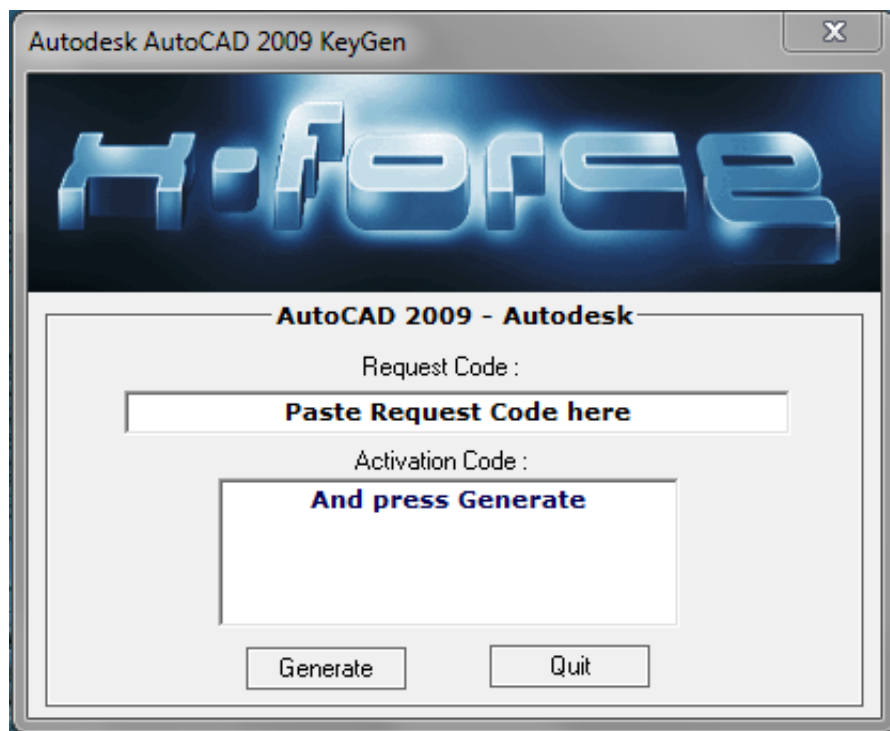 Autodesk AutoCAD 2009 KeyGen
X-force
AutoCAD 2009 - Autodesk
Request Code :
Paste Request Code here
Activation Code :
And press Generate
Generate
Quit